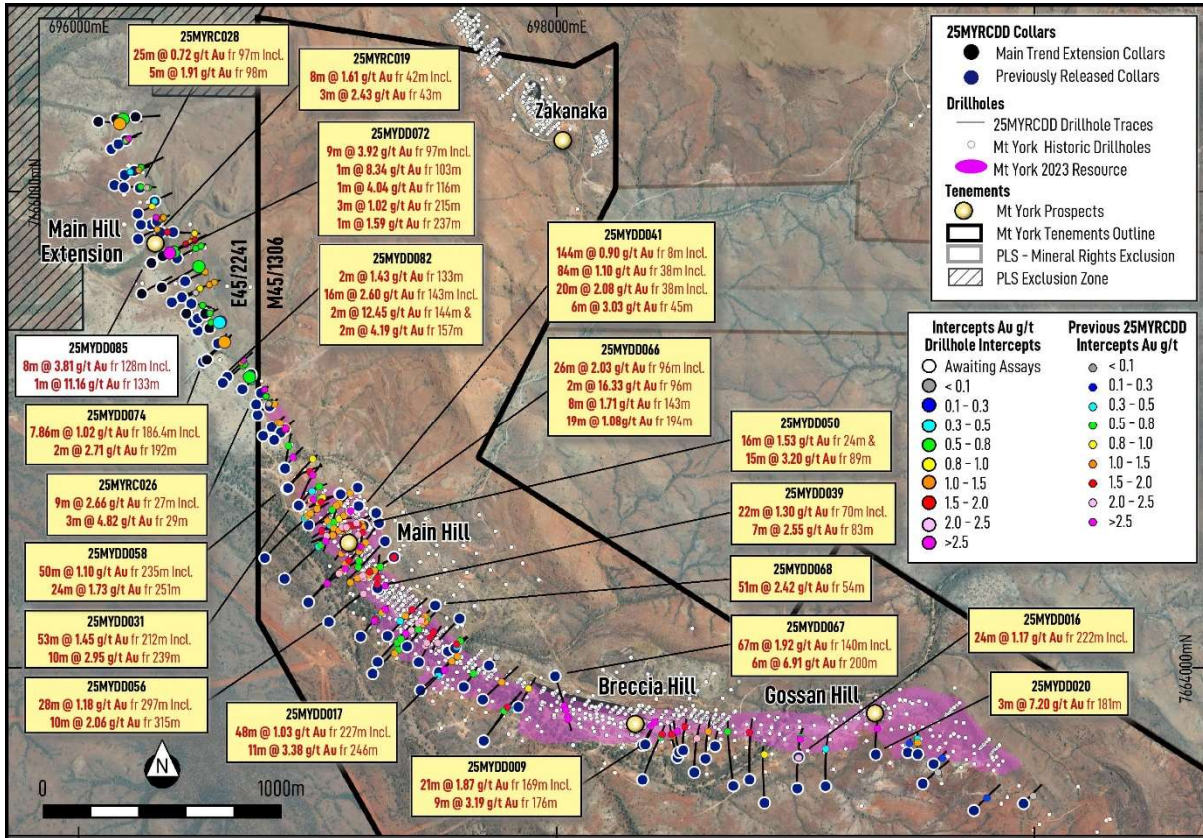 696000mE
698000mE
7666000mN
7664000mN
25MYRC028
25m @ 0.72 g/t Au fr 97m Incl.
5m @ 1.91 g/t Au fr 98m
25MYRC019
8m @ 1.61 g/t Au fr 42m Incl.
3m @ 2.43 g/t Au fr 43m
25MYDD072
9m @ 3.92 g/t Au fr 97m Incl.
1m @ 8.34 g/t Au fr 103m
1m @ 4.04 g/t Au fr 116m
3m @ 1.02 g/t Au fr 215m
1m @ 1.59 g/t Au fr 237m
25MYDD082
2m @ 1.43 g/t Au fr 133m
16m @ 2.60 g/t Au fr 143m Incl.
2m @ 12.45 g/t Au fr 144m &
2m @ 4.19 g/t Au fr 157m
25MYDD041
144m @ 0.90 g/t Au fr 8m Incl.
84m @ 1.10 g/t Au fr 38m Incl.
20m @ 2.08 g/t Au fr 38m Incl.
6m @ 3.03 g/t Au fr 45m
25MYDD066
26m @ 2.03 g/t Au fr 96m Incl.
2m @ 16.33 g/t Au fr 96m
8m @ 1.71 g/t Au fr 143m
19m @ 1.08g/t Au fr 194m
25MYDD050
16m @ 1.53 g/t Au fr 24m &
15m @ 3.20 g/t Au fr 89m
25MYDD039
22m @ 1.30 g/t Au fr 70m Incl.
7m @ 2.55 g/t Au fr 83m
25MYDD068
51m @ 2.42 g/t Au fr 54m
25MYDD067
67m @ 1.92 g/t Au fr 140m Incl.
6m @ 6.91 g/t Au fr 200m
25MYDD016
24m @ 1.17 g/t Au fr 222m Incl.
25MYDD020
3m @ 7.20 g/t Au fr 181m
25MYDD085
8m @ 3.81 g/t Au fr 128m Incl.
1m @ 11.16 g/t Au fr 133m
25MYDD074
7.86m @ 1.02 g/t Au fr 186.4m Incl.
2m @ 2.71 g/t Au fr 192m
25MYRC026
9m @ 2.66 g/t Au fr 27m Incl.
3m @ 4.82 g/t Au fr 29m
25MYDD058
50m @ 1.10 g/t Au fr 235m Incl.
24m @ 1.73 g/t Au fr 251m
25MYDD031
53m @ 1.45 g/t Au fr 212m Incl.
10m @ 2.95 g/t Au fr 239m
25MYDD056
28m @ 1.18 g/t Au fr 297m Incl.
10m @ 2.06 g/t Au fr 315m
25MYDD017
48m @ 1.03 g/t Au fr 227m Incl.
11m @ 3.38 g/t Au fr 246m
25MYDD009
21m @ 1.87 g/t Au fr 169m Incl.
9m @ 3.19 g/t Au fr 176m
Zakanaka
Main Hill
Extension
E45/2241
M45/1306
Main Hill
Breccia Hill
Gossan Hill
N
0
1000m
25MYRCDD Collars
Main Trend Extension Collars
Previously Released Collars
Drillholes
25MYRCDD Drillhole Traces
Mt York Historic Drillholes
Mt York 2023 Resource
Tenements
Mt York Prospects
Mt York Tenements Outline
PLS - Mineral Rights Exclusion
PLS Exclusion Zone
Intercepts Au g/t
Drillhole Intercepts
Awaiting Assays
< 0.1
0.1 - 0.3
0.3 - 0.5
0.5 - 0.8
0.8 - 1.0
1.0 - 1.5
1.5 - 2.0
2.0 - 2.5
>2.5
Previous 25MYRCDD
Intercepts Au g/t
< 0.1
0.1 - 0.3
0.3 - 0.5
0.5 - 0.8
0.8 - 1.0
1.0 - 1.5
1.5 - 2.0
2.0 - 2.5
>2.5